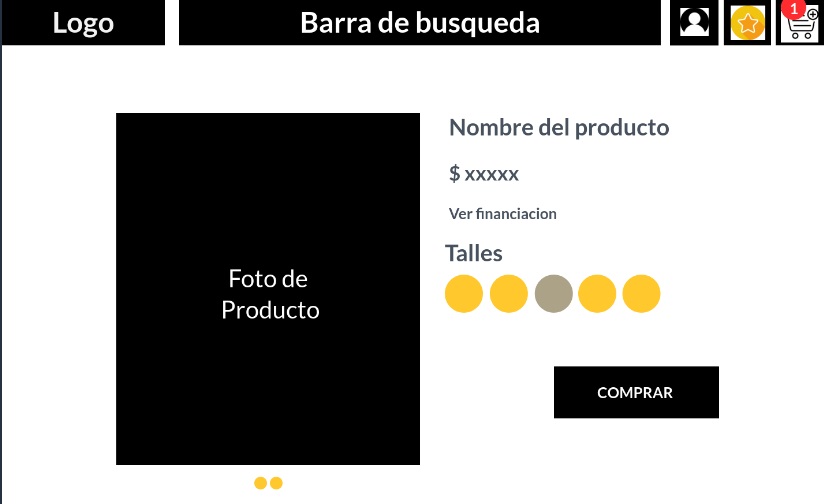 Logo
Barra de busqueda
1
Nombre del producto
$ xxxxx
Ver financiacion
Talles
Foto de
Producto
COMPRAR